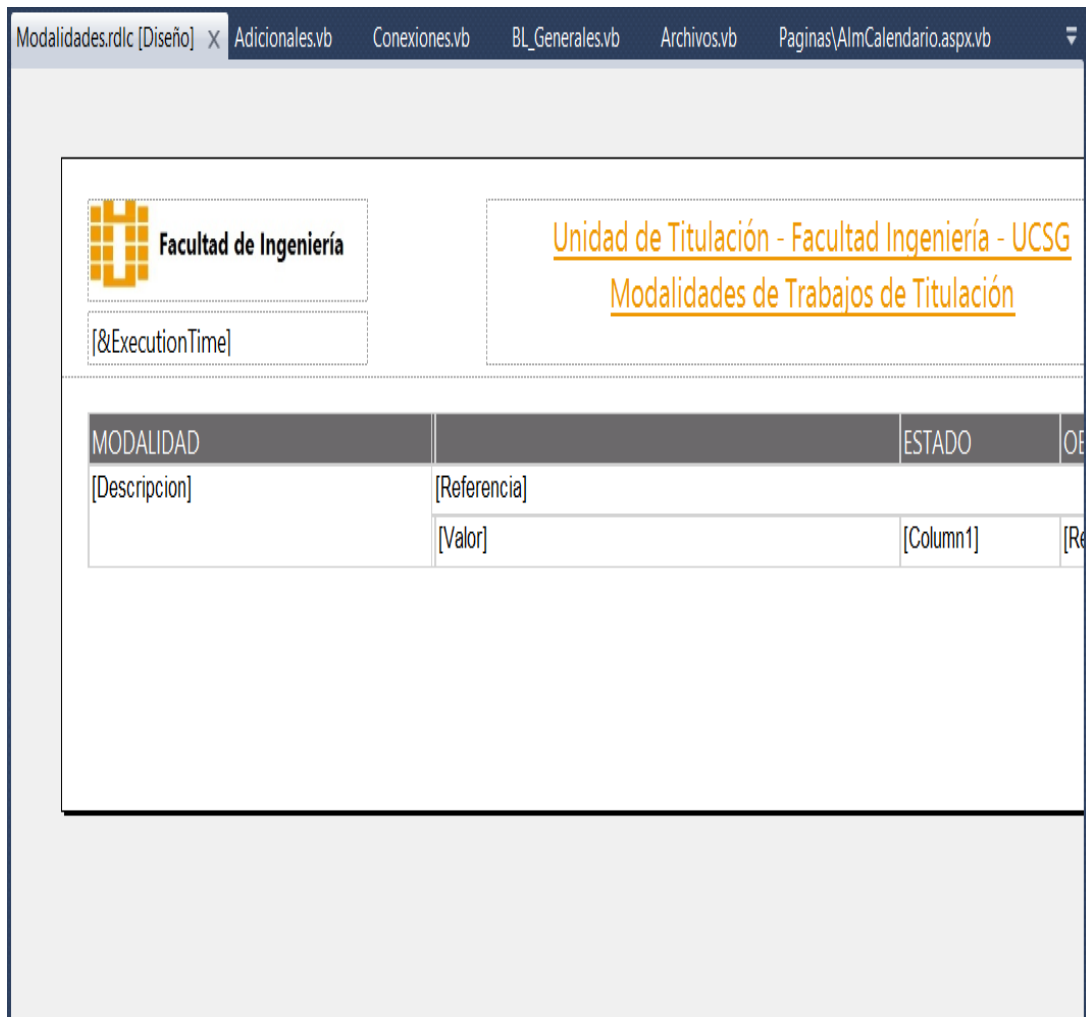 Modalidades.rdlc [Diseño] X Adicionales.vb Conexiones.vb BL_Generales.vb Archivos.vb Paginas\AlmCalendario.aspx.vb
Facultad de Ingeniería
Unidad de Titulación - Facultad Ingeniería - UCSG
Modalidades de Trabajos de Titulación
[&ExecutionTime]
MODALIDAD ESTADO
[Descripcion] [Referencia]
[Valor] [Column1]